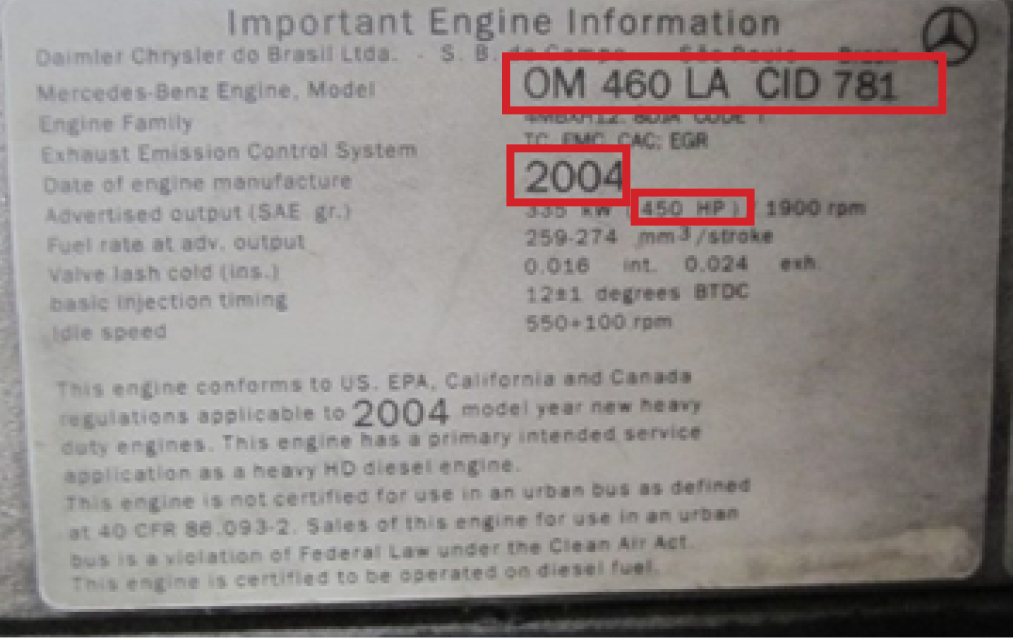 Important Engine Information
Daimler Chrysler do Brasil Ltda. - S. B. do Campo São Paulo
Mercedes-Benz Engine, Model OM 460 LA CID 781
Engine Family CODE
Exhaust Emission Control System CAC; EGR
Date of engine manufacture 2004
Advertised output (SAE gr.) 335 kW (450 HP) / 1900 rpm
Fuel rate at adv. output 259-274 mm³/stroke
Valve lash cold (ins.) 0.016 int. 0.024 exh.
basic injection timing 12±1 degrees BTDC
Idle speed 550+100 rpm
This engine conforms to US. EPA, California and Canada
regulations applicable to 2004 model year new heavy
duty engines. This engine has a primary intended service
application as a heavy HD diesel engine.
This engine is not certified for use in an urban bus as defined
at 40 CFR 86.093-2. Sales of this engine for use in an urban
bus is a violation of Federal Law under the Clean Air Act.
This engine is certified to be operated on diesel fuel.